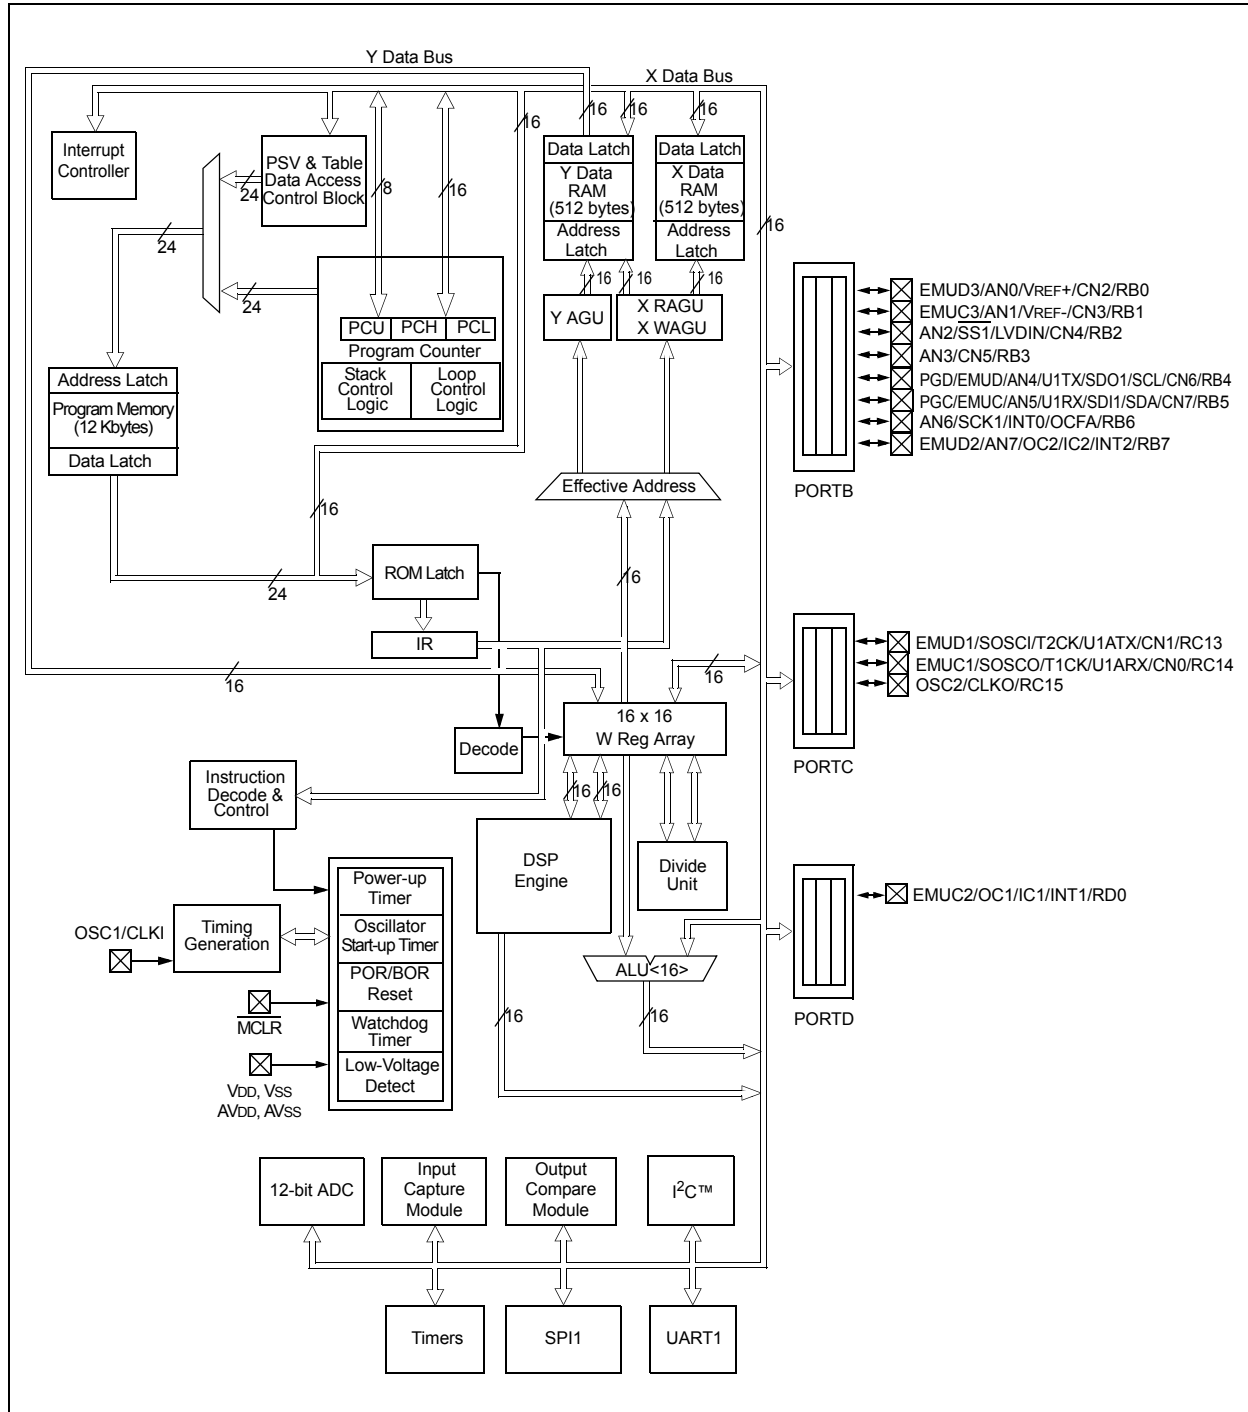 Y Data Bus
X Data Bus
16
16
16
16
Interrupt
Controller
PSV & Table
Data Access
Control Block
24
8
16
24
24
Data Latch
Y Data
RAM
(512 bytes)
Address
Latch
Data Latch
X Data
RAM
(512 bytes)
Address
Latch
16
16
16
16
Y AGU
X RAGU
X WAGU
PCU
PCH
PCL
Program Counter
Stack
Control
Logic
Loop
Control
Logic
Address Latch
Program Memory
(12 Kbytes)
Data Latch
Effective Address
16
16
24
ROM Latch
IR
16
16
16 x 16
W Reg Array
Decode
Instruction
Decode &
Control
16
16
DSP
Engine
Divide
Unit
Power-up
Timer
Oscillator
Start-up Timer
POR/BOR
Reset
Watchdog
Timer
Low-Voltage
Detect
OSC1/CLKI
Timing
Generation
MCLR
VDD, VSS
AVDD, AVSS
ALU<16>
16
16
EMUD3/AN0/VREF+/CN2/RB0
EMUC3/AN1/VREF-/CN3/RB1
AN2/SS1/LVDIN/CN4/RB2
AN3/CN5/RB3
PGD/EMUD/AN4/U1TX/SDO1/SCL/CN6/RB4
PGC/EMUC/AN5/U1RX/SDI1/SDA/CN7/RB5
AN6/SCK1/INT0/OCFA/RB6
EMUD2/AN7/OC2/IC2/INT2/RB7
PORTB
EMUD1/SOSCI/T2CK/U1ATX/CN1/RC13
EMUC1/SOSCO/T1CK/U1ARX/CN0/RC14
OSC2/CLKO/RC15
PORTC
EMUC2/OC1/IC1/INT1/RD0
PORTD
12-bit ADC
Input
Capture
Module
Output
Compare
Module
I²C™
Timers
SPI1
UART1